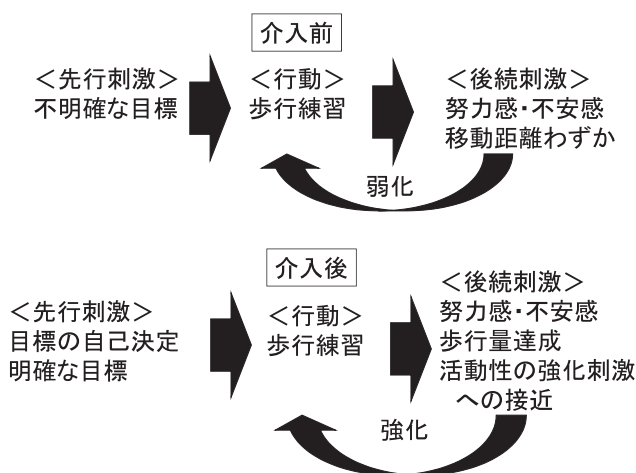 介入前
＜先行刺激＞
不明確な目標
＜行動＞
歩行練習
＜後続刺激＞
努力感・不安感
移動距離わずか
弱化
介入後
＜先行刺激＞
目標の自己決定
明確な目標
＜行動＞
歩行練習
＜後続刺激＞
努力感・不安感
歩行量達成
活動性の強化刺激
への接近
強化